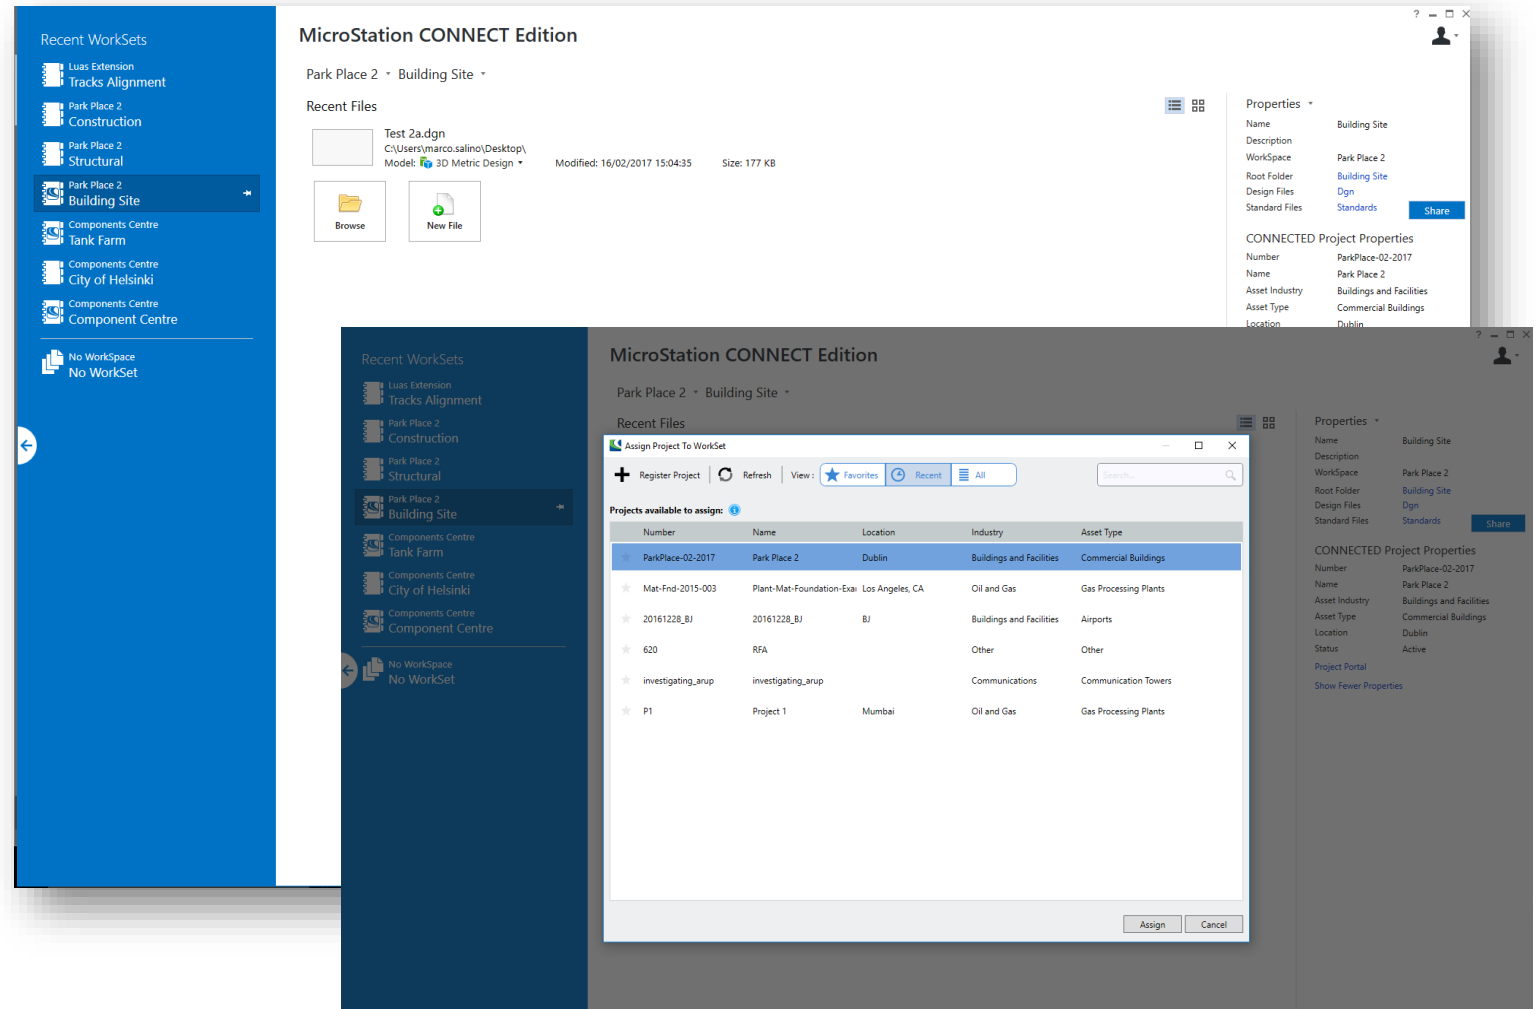 Recent WorkSets
Luas Extension
Tracks Alignment
Park Place 2
Construction
Park Place 2
Structural
Park Place 2
Building Site
Components Centre
Tank Farm
Components Centre
City of Helsinki
Components Centre
Component Centre
No WorkSpace
No WorkSet
?
MicroStation CONNECT Edition
Park Place 2 Building Site
Recent Files
Test 2a.dgn
C:\Users\marco.salino\Desktop\
Model: 3D Metric Design Modified: 16/02/2017 15:04:35 Size: 177 KB
Browse New File
Properties
Name Building Site
Description
WorkSpace Park Place 2
Root Folder Building Site
Design Files Dgn
Standard Files Standards
Share
CONNECTED Project Properties
Number ParkPlace-02-2017
Name Park Place 2
Asset Industry Buildings and Facilities
Asset Type Commercial Buildings
Location Dublin
Recent WorkSets
Luas Extension
Tracks Alignment
Park Place 2
Construction
Park Place 2
Structural
Park Place 2
Building Site
Components Centre
Tank Farm
Components Centre
City of Helsinki
Components Centre
Component Centre
No WorkSpace
No WorkSet
?
MicroStation CONNECT Edition
Park Place 2 Building Site
Recent Files
Assign Project To WorkSet
Register Project Refresh View : Favorites Recent All Search...
Projects available to assign:
Number Name Location Industry Asset Type
ParkPlace-02-2017 Park Place 2 Dublin Buildings and Facilities Commercial Buildings
Mat-Fnd-2015-003 Plant-Mat-Foundation-Exa Los Angeles, CA Oil and Gas Gas Processing Plants
20161228_BJ 20161228_BJ BJ Buildings and Facilities Airports
620 RFA Other Other
investigating_arup investigating_arup Communications Communication Towers
P1 Project 1 Mumbai Oil and Gas Gas Processing Plants
Assign Cancel
Properties
Name Building Site
Description
WorkSpace Park Place 2
Root Folder Building Site
Design Files Dgn
Standard Files Standards
Share
CONNECTED Project Properties
Number ParkPlace-02-2017
Name Park Place 2
Asset Industry Buildings and Facilities
Asset Type Commercial Buildings
Location Dublin
Status Active
Project Portal
Show Fewer Properties